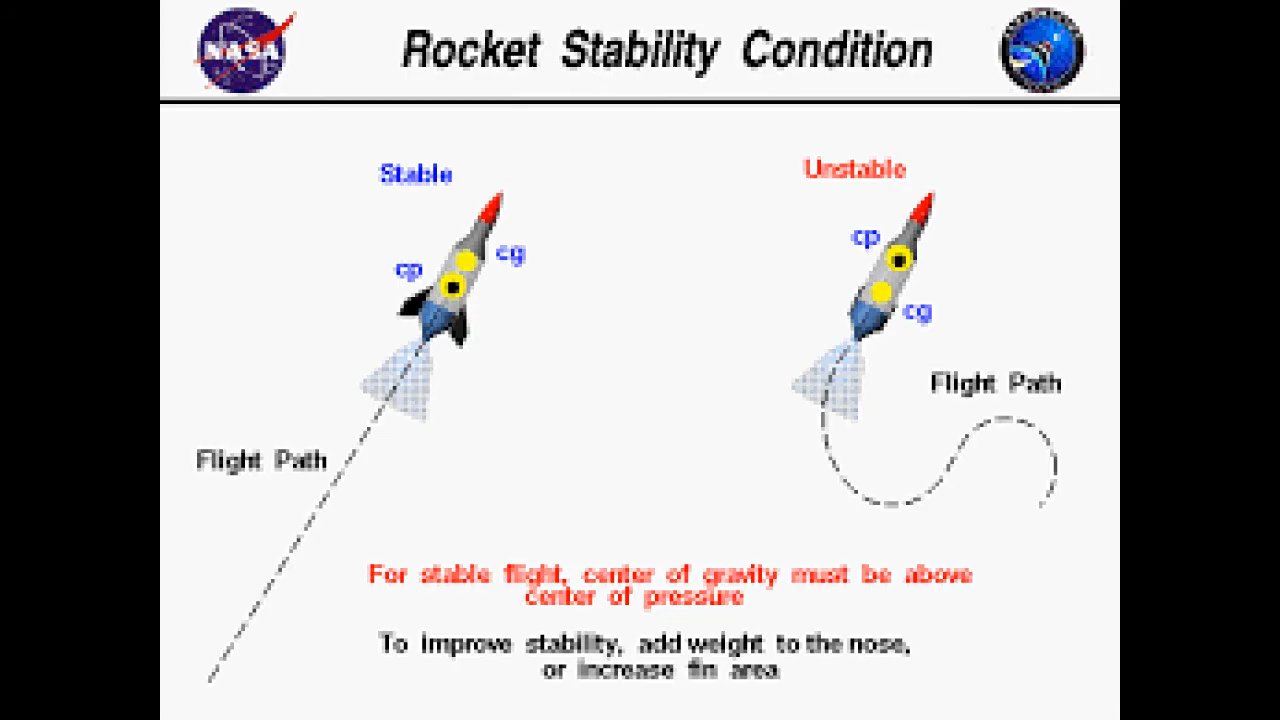 NASA
Rocket Stability Condition
Stable
Unstable
cp
cg
cp
cg
Flight Path
Flight Path
For stable flight, center of gravity must be above
center of pressure
To improve stability, add weight to the nose,
or increase fin area